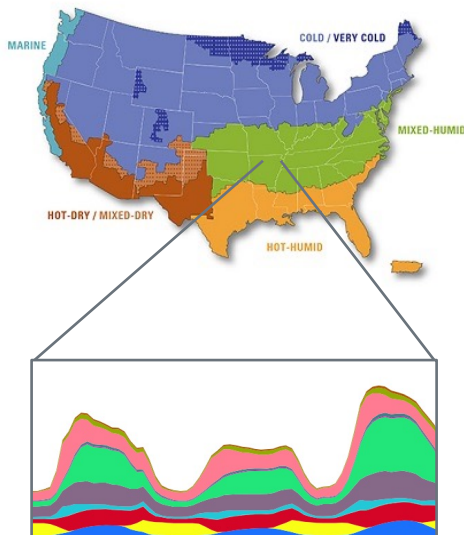 COLD / VERY COLD
MARINE
MIXED-HUMID
HOT-DRY / MIXED-DRY
HOT-HUMID